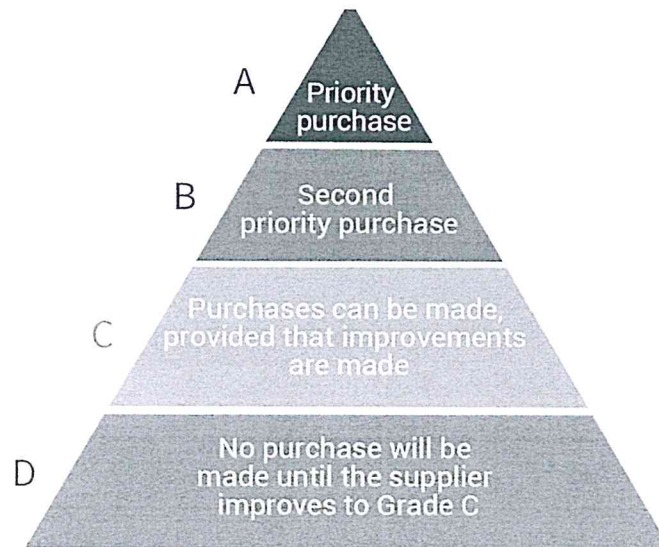 A
Priority
purchase
B
Second
priority purchase
C
Purchases can be made,
provided that improvements
are made
D
No purchase will be
made until the supplier
improves to Grade C